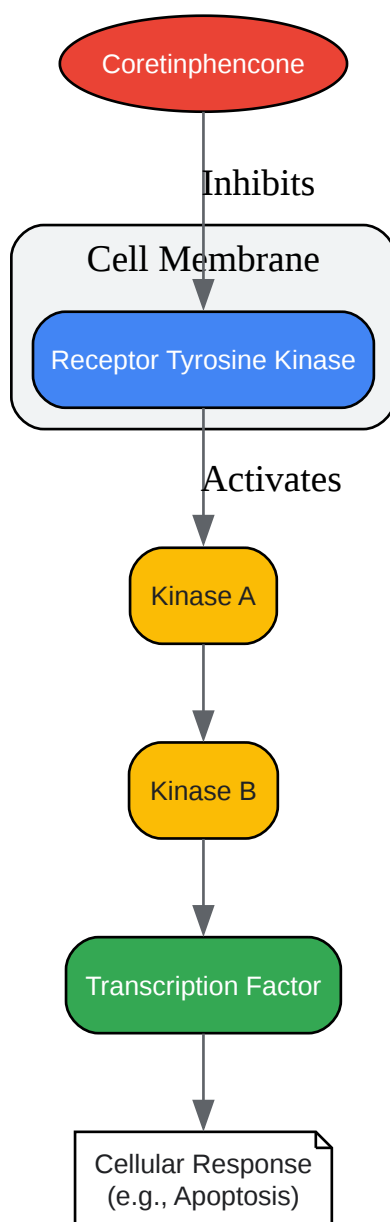 Coretinphencone
Inhibits
Cell Membrane
Receptor Tyrosine Kinase
Activates
Kinase A
Kinase B
Transcription Factor
Cellular Response
(e.g., Apoptosis)